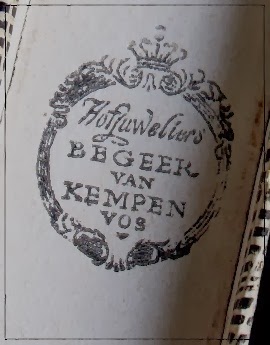 Hofjuweliers
BEGEER
VAN
KEMPEN
VOS